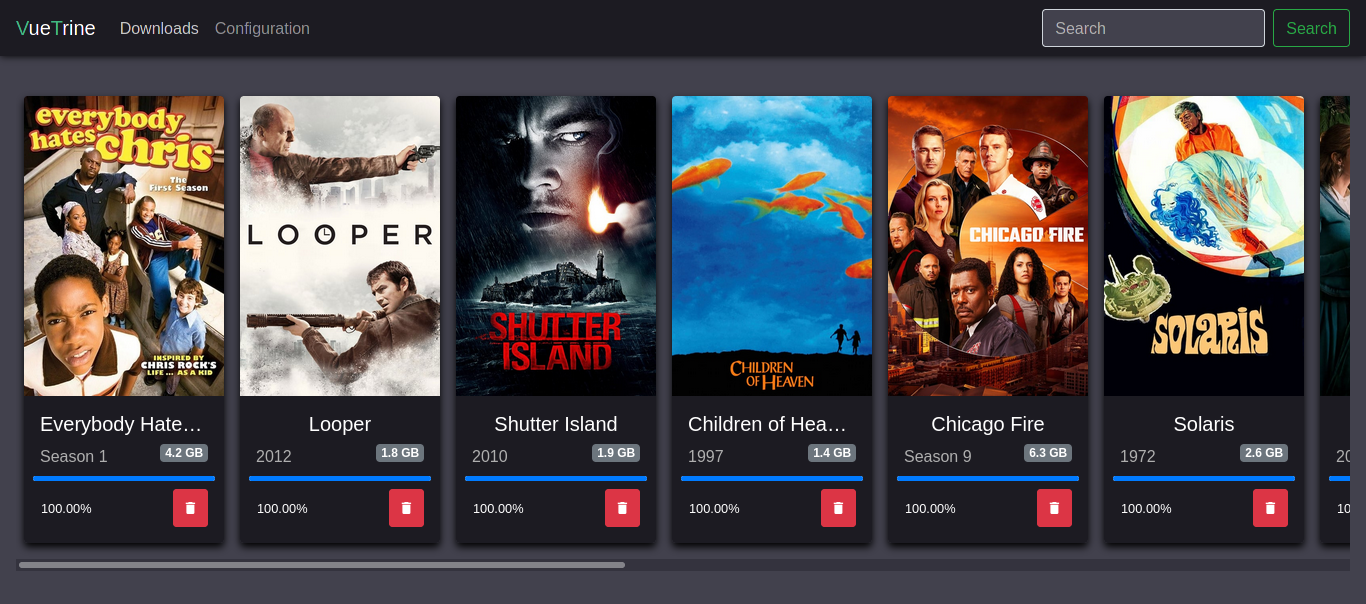 VueTrine Downloads Configuration Search Search
everybody
hates chris
The
First Season
INSPIRED BY
CHRIS ROCK'S
LIFE ... AS A KID
LOOPER
SHUTTER
ISLAND
CHILDREN
OF HEAVEN
CHICAGO FIRE
SOLARIS
Everybody Hate…
Season 1 4.2 GB
100.00%
Looper
2012 1.8 GB
100.00%
Shutter Island
2010 1.9 GB
100.00%
Children of Hea…
1997 1.4 GB
100.00%
Chicago Fire
Season 9 6.3 GB
100.00%
Solaris
1972 2.6 GB
100.00%
20
10